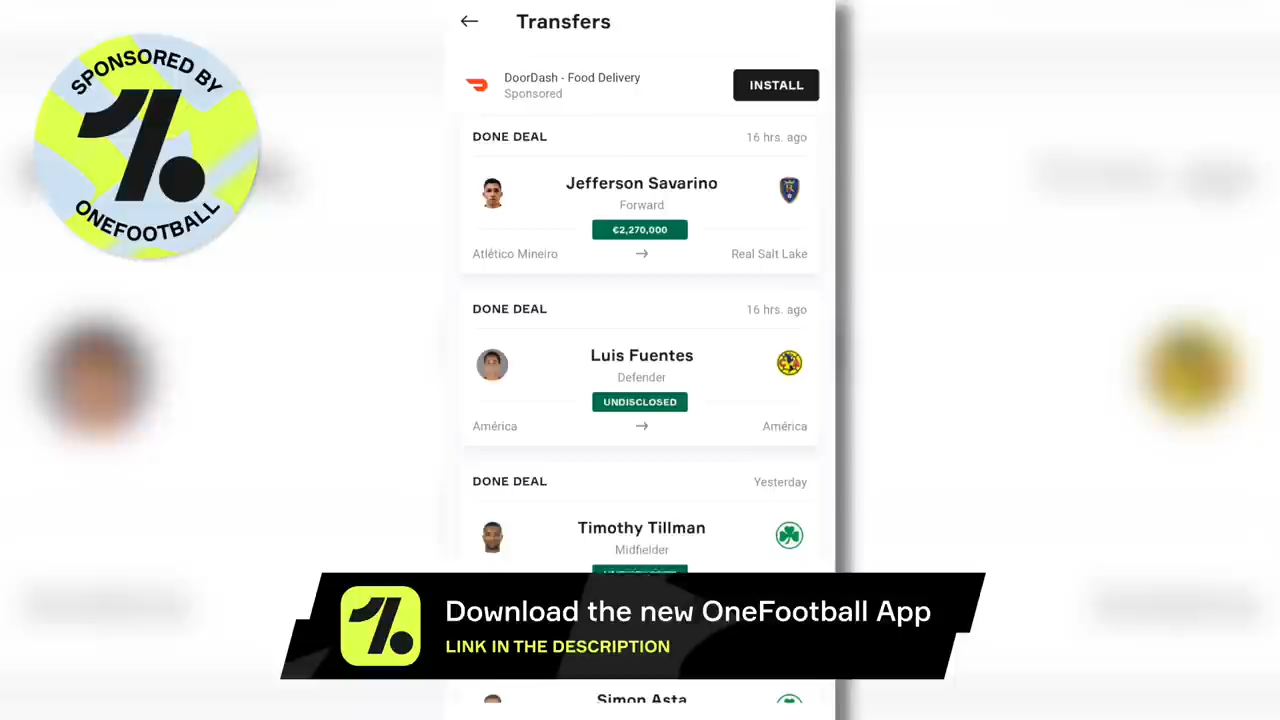 SPONSORED BY
ONEFOOTBALL
Transfers
DoorDash - Food Delivery
Sponsored
INSTALL
DONE DEAL
16 hrs. ago
Jefferson Savarino
Forward
€2,270,000
Atlético Mineiro
Real Salt Lake
DONE DEAL
16 hrs. ago
Luis Fuentes
Defender
UNDISCLOSED
América
América
DONE DEAL
Yesterday
Timothy Tillman
Midfielder
Download the new OneFootball App
LINK IN THE DESCRIPTION
Simon Asta